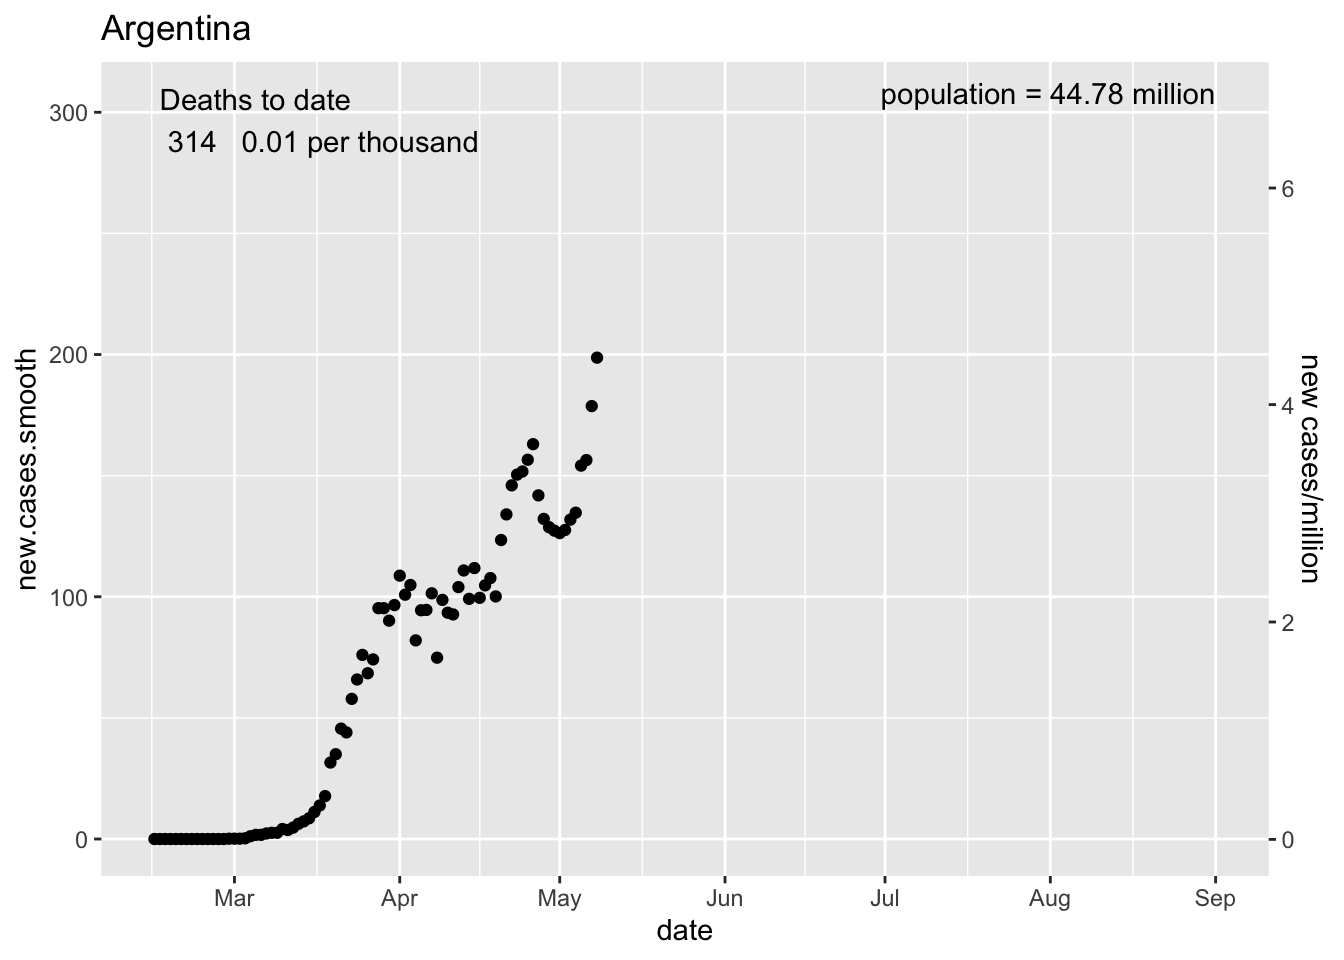 Argentina
Deaths to date
314 0.01 per thousand
population = 44.78 million
new.cases.smooth
300
200
100
0
6
4
2
0
new cases/million
Mar Apr May Jun Jul Aug Sep
date